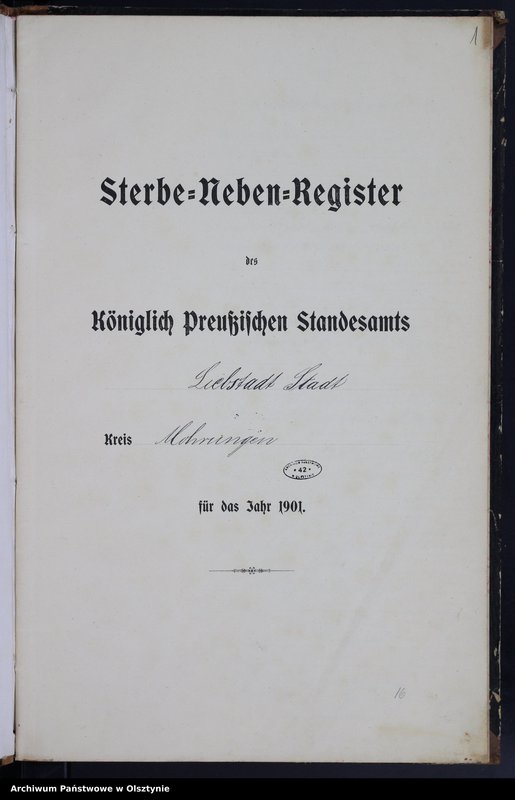 1
Sterbe=Neben=Register
des
Königlich Preußischen Standesamts
Liebstadt Stadt
Kreis Mohrungen
* 42 *
für das Jahr 1901.
16
Archiwum Państwowe w Olsztynie